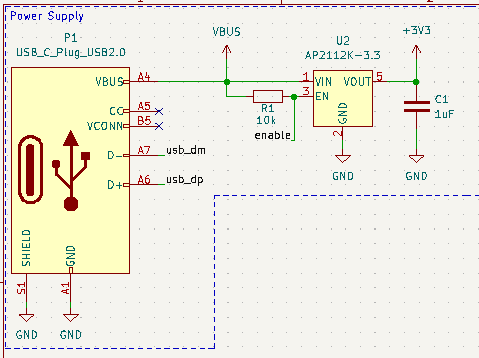 1
2
Power Supply
P1
USB_C_Plug_USB2.0
VBUS
U2
AP2112K-3.3
+3V3
VBUS
A4
1
VIN
VOUT
5
3
EN
GND
2
R1
10k
enable
C1
1uF
CC
A5
VCONN
B5
D-
A7
usb_dm
D+
A6
usb_dp
GND
GND
SHIELD
GND
S1
A1
GND
GND